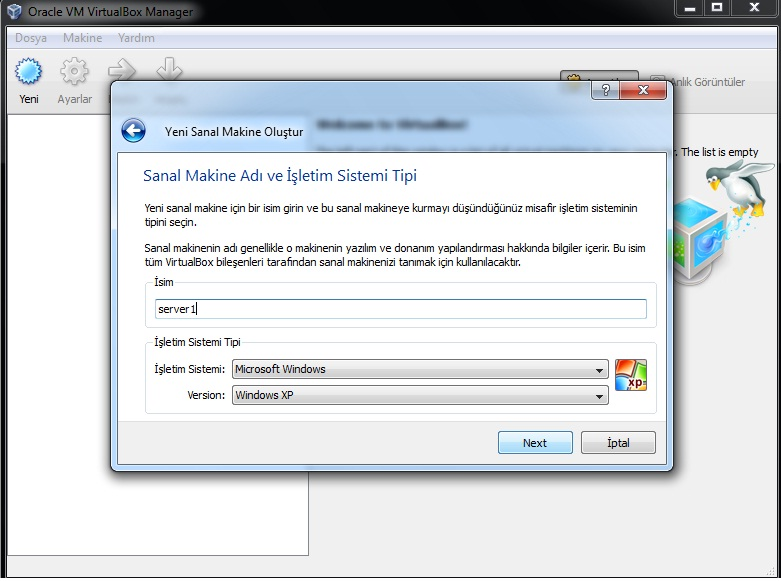 Oracle VM VirtualBox Manager
Dosya Makine Yardım
Yeni
Ayarlar
Anlık Görüntüler
Welcome to VirtualBox!
The list is empty
Yeni Sanal Makine Oluştur
Sanal Makine Adı ve İşletim Sistemi Tipi
Yeni sanal makine için bir isim girin ve bu sanal makineye kurmayı düşündüğünüz misafir işletim sisteminin
tipini seçin.
Sanal makinenin adı genellikle o makinenin yazılım ve donanım yapılandırması hakkında bilgiler içerir. Bu isim
tüm VirtualBox bileşenleri tarafından sanal makinenizi tanımak için kullanılacaktır.
İsim
server1
İşletim Sistemi Tipi
İşletim Sistemi: Microsoft Windows
xp
Version: Windows XP
Next İptal